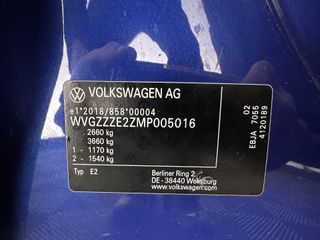 VOLKSWAGEN AG
e1*2018/858*00004
WVGZZZE2ZMP005016
2660 kg
3660 kg
1 - 1170 kg
2 - 1540 kg
Typ E2
Berliner Ring 2
DE - 38440 Wolfsburg
www.volkswagen.com
02
EBJA 7055
4120189